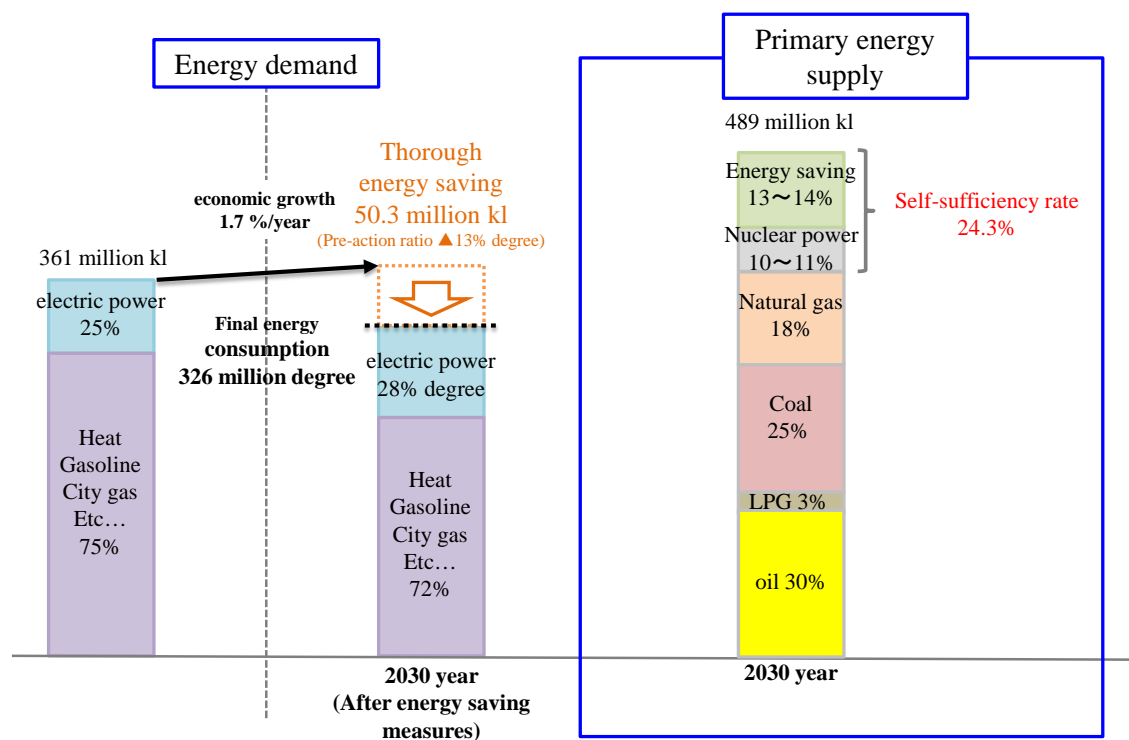 Energy demand
Primary energy
supply
489 million kl
Thorough
energy saving
50.3 million kl
(Pre-action ratio ▲13% degree)
economic growth
1.7 %/year
361 million kl
electric power
25%
Heat
Gasoline
City gas
Etc…
75%
Final energy
consumption
326 million degree
electric power
28% degree
Heat
Gasoline
City gas
Etc…
72%
2030 year
(After energy saving
measures)
Energy saving
13～14%
Nuclear power
10～11%
Self-sufficiency rate
24.3%
Natural gas
18%
Coal
25%
LPG 3%
oil 30%
2030 year